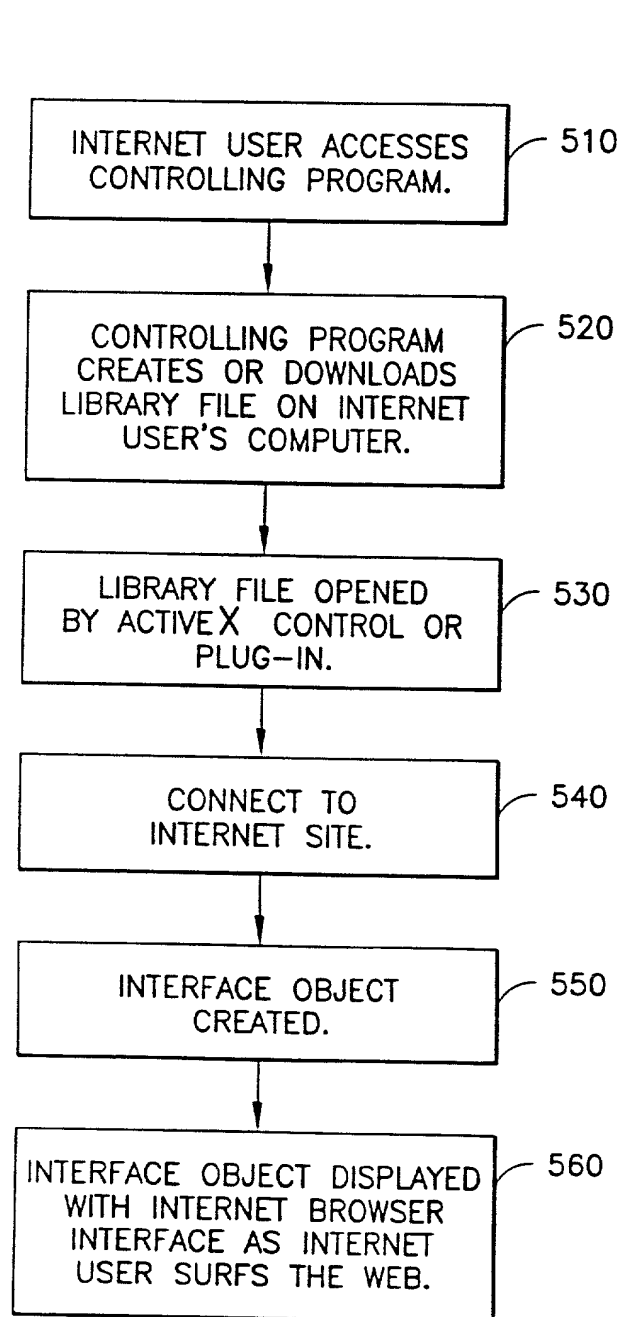 INTERNET USER ACCESSES
CONTROLLING PROGRAM.
510
CONTROLLING PROGRAM
CREATES OR DOWNLOADS
LIBRARY FILE ON INTERNET
USER'S COMPUTER.
520
LIBRARY FILE OPENED
BY ACTIVEX CONTROL OR
PLUG-IN.
530
CONNECT TO
INTERNET SITE.
540
INTERFACE OBJECT
CREATED.
550
INTERFACE OBJECT DISPLAYED
WITH INTERNET BROWSER
INTERFACE AS INTERNET
USER SURFS THE WEB.
560